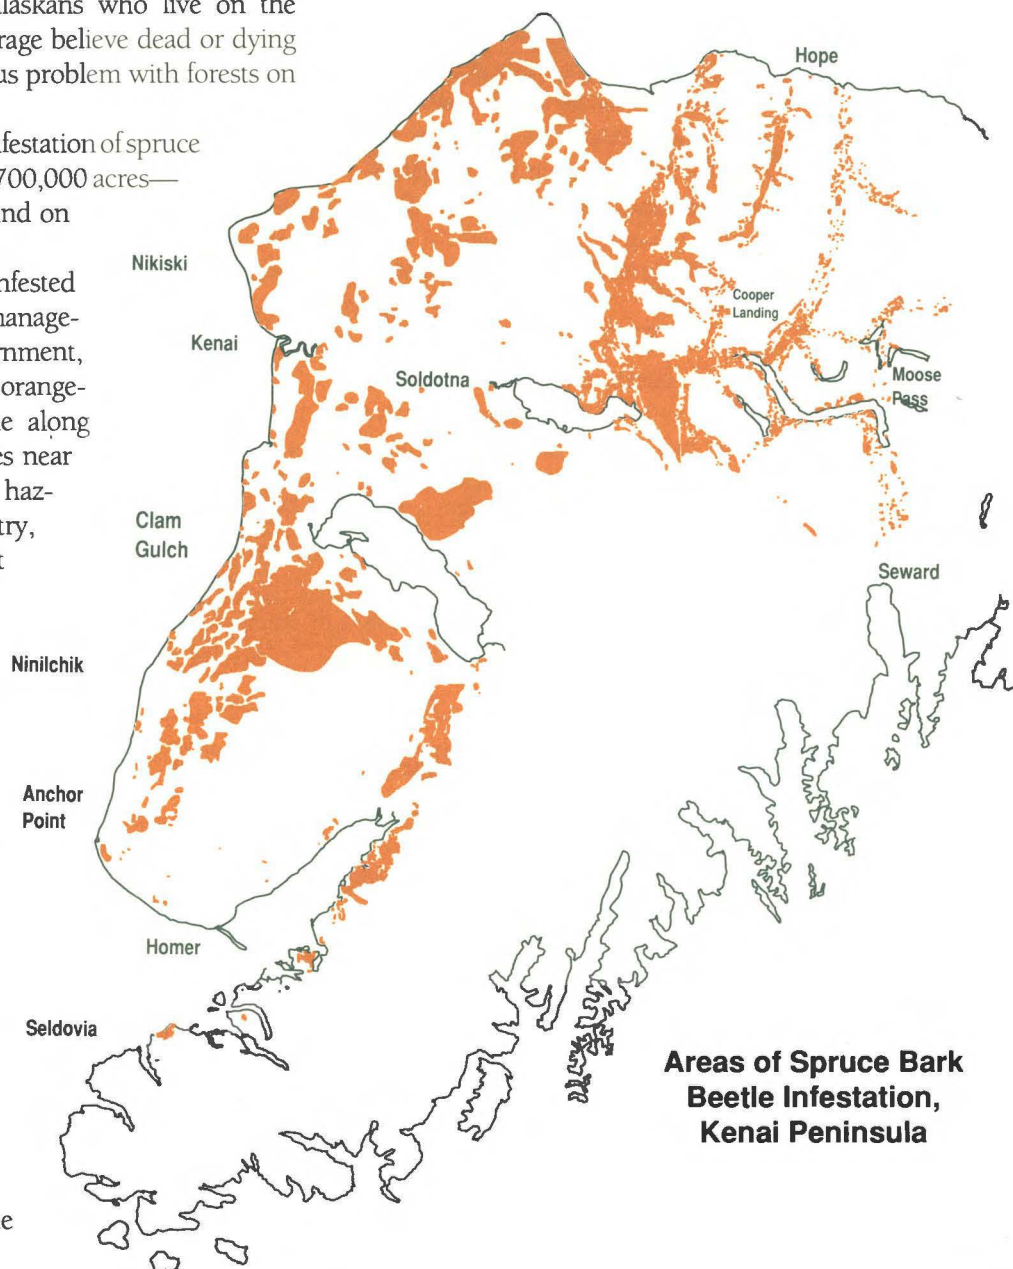 laskans who live on the
rage believe dead or dying
us problem with forests on
festation of spruce
700,000 acres—
nd on
nfested
nanage-
rnment,
orange-
e along
es near
haz-
try,
t
e
Hope
Nikiski
Kenai
Cooper
Landing
Soldotna
Moose
Pass
Clam
Gulch
Seward
Ninilchik
Anchor
Point
Homer
Seldovia
Areas of Spruce Bark
Beetle Infestation,
Kenai Peninsula